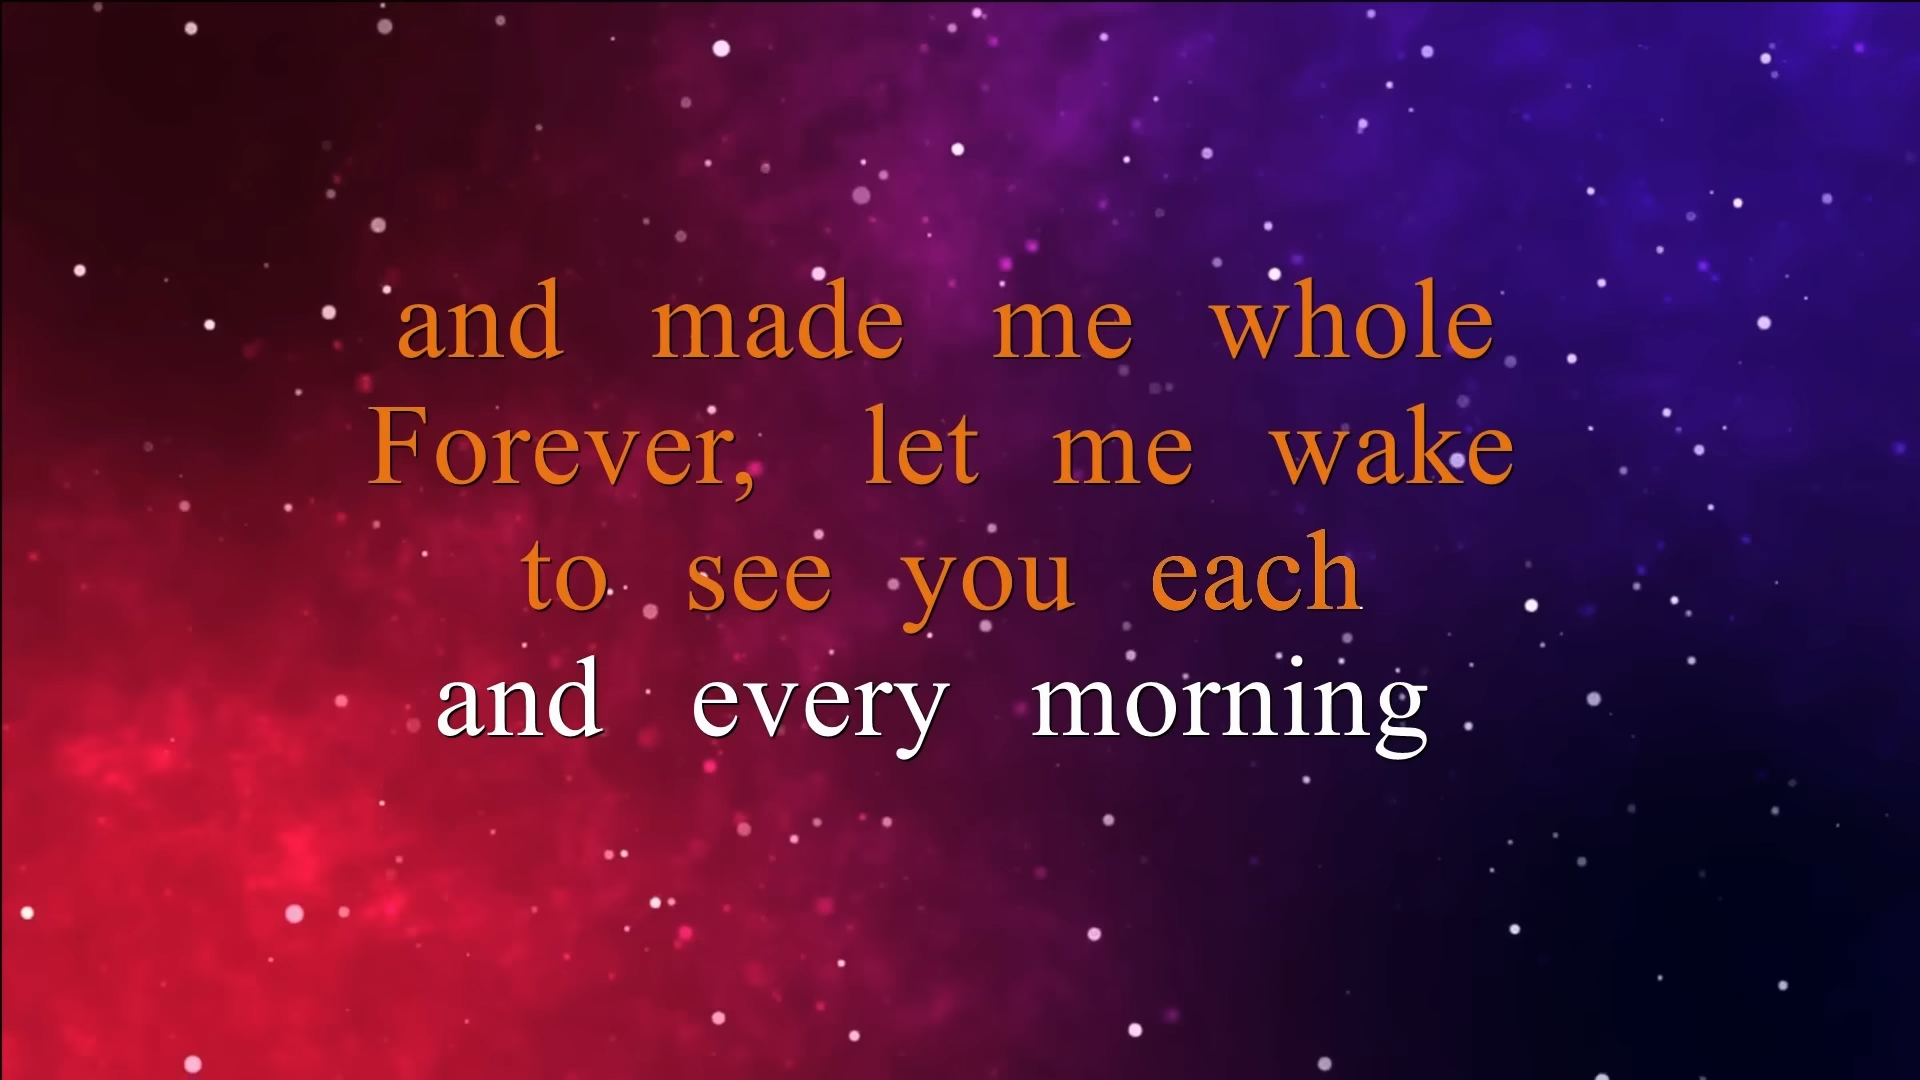 and made me whole
Forever, let me wake
to see you each
and every morning